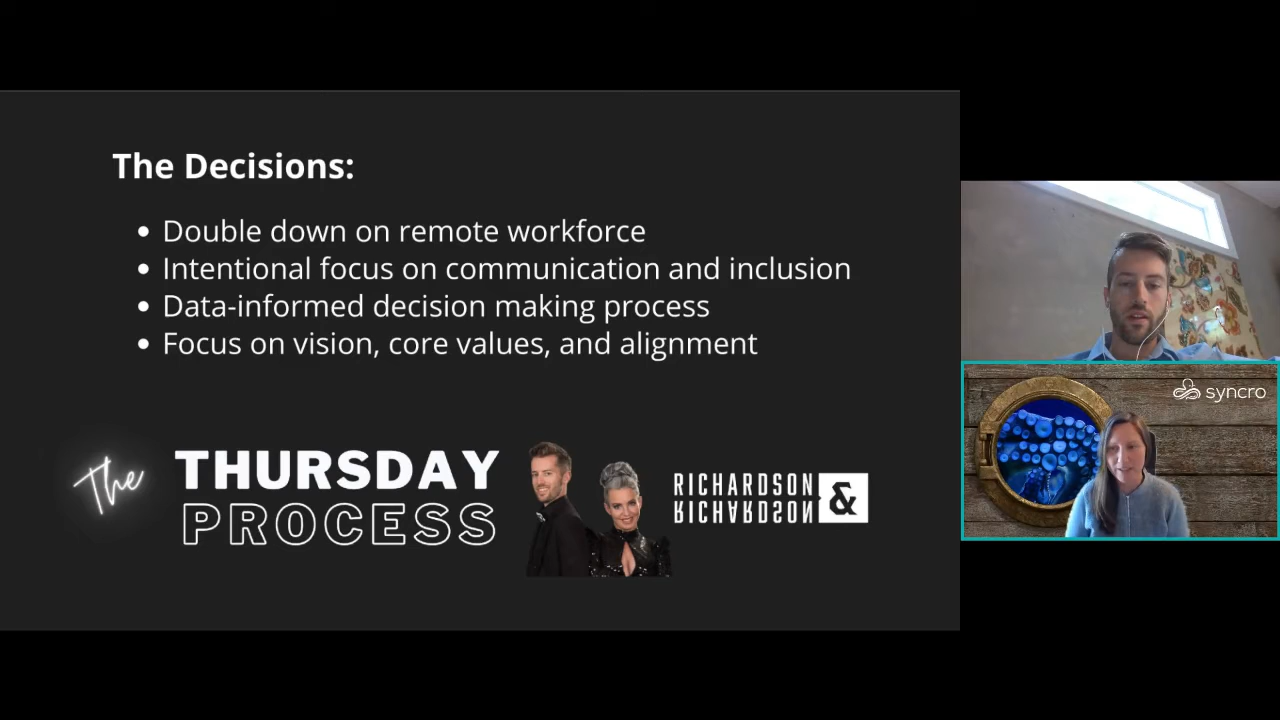 The Decisions:
• Double down on remote workforce
• Intentional focus on communication and inclusion
• Data-informed decision making process
• Focus on vision, core values, and alignment
The THURSDAY
PROCESS
RICHARDSON &
RICHARDSON
syncro